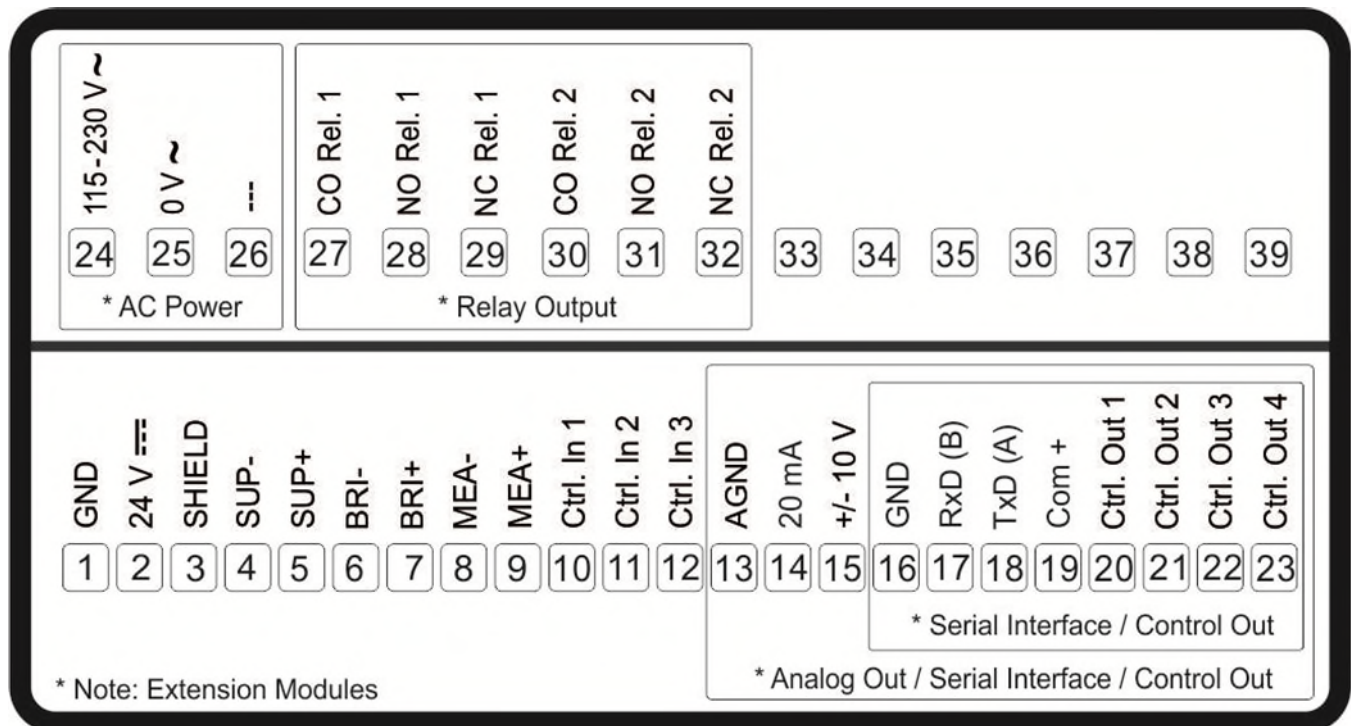 115-230 V ~
0 V ~
⎓
CO Rel. 1
NO Rel. 1
NC Rel. 1
CO Rel. 2
NO Rel. 2
NC Rel. 2
24 25 26 27 28 29 30 31 32 33 34 35 36 37 38 39
* AC Power
* Relay Output
GND
24 V ⎓
SHIELD
SUP-
SUP+
BRI-
BRI+
MEA-
MEA+
Ctrl. In 1
Ctrl. In 2
Ctrl. In 3
AGND
20 mA
+/- 10 V
GND
RxD (B)
TxD (A)
Com +
Ctrl. Out 1
Ctrl. Out 2
Ctrl. Out 3
Ctrl. Out 4
1 2 3 4 5 6 7 8 9 10 11 12 13 14 15 16 17 18 19 20 21 22 23
* Serial Interface / Control Out
* Analog Out / Serial Interface / Control Out
* Note: Extension Modules